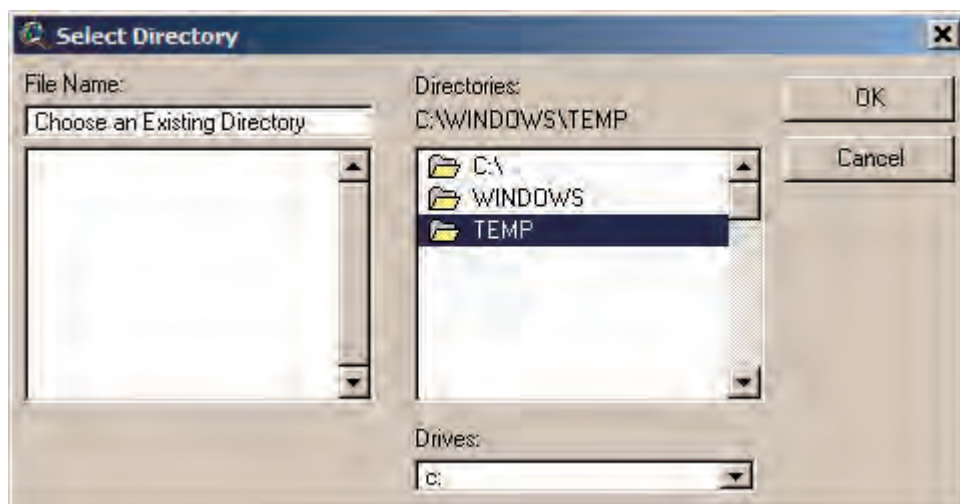 Select Directory
File Name:
Choose an Existing Directory
Directories:
C:\WINDOWS\TEMP
C:\
WINDOWS
TEMP
OK
Cancel
Drives:
c: